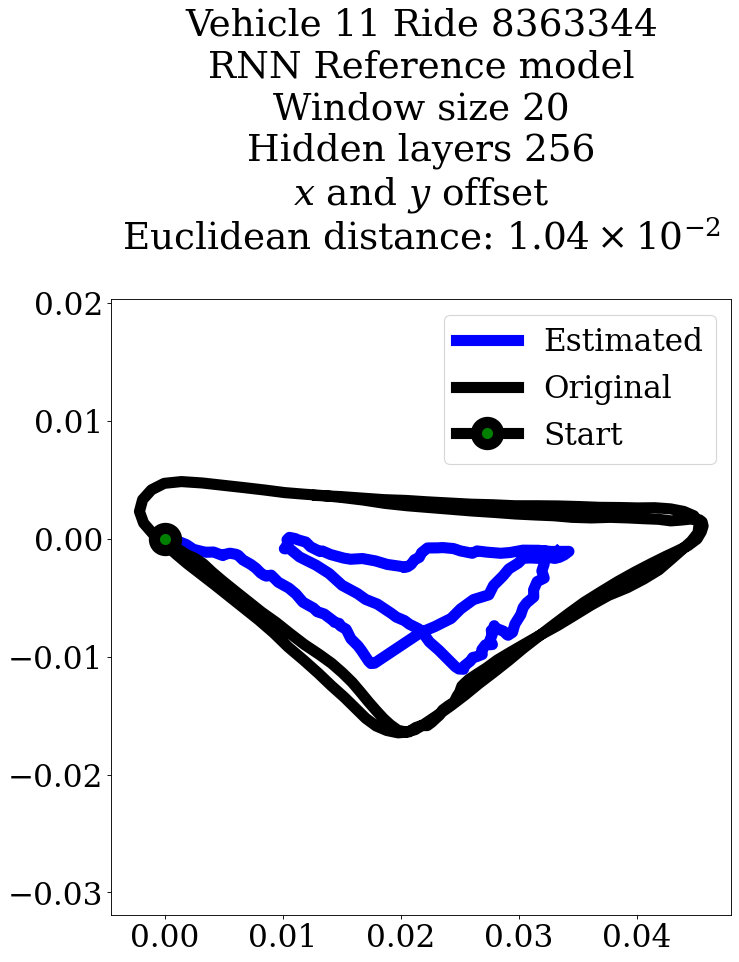 Vehicle 11 Ride 8363344
RNN Reference model
Window size 20
Hidden layers 256
x and y offset
Euclidean distance: 1.04 × 10⁻²
Estimated
Original
Start
0.02
0.01
0.00
−0.01
−0.02
−0.03
0.00 0.01 0.02 0.03 0.04